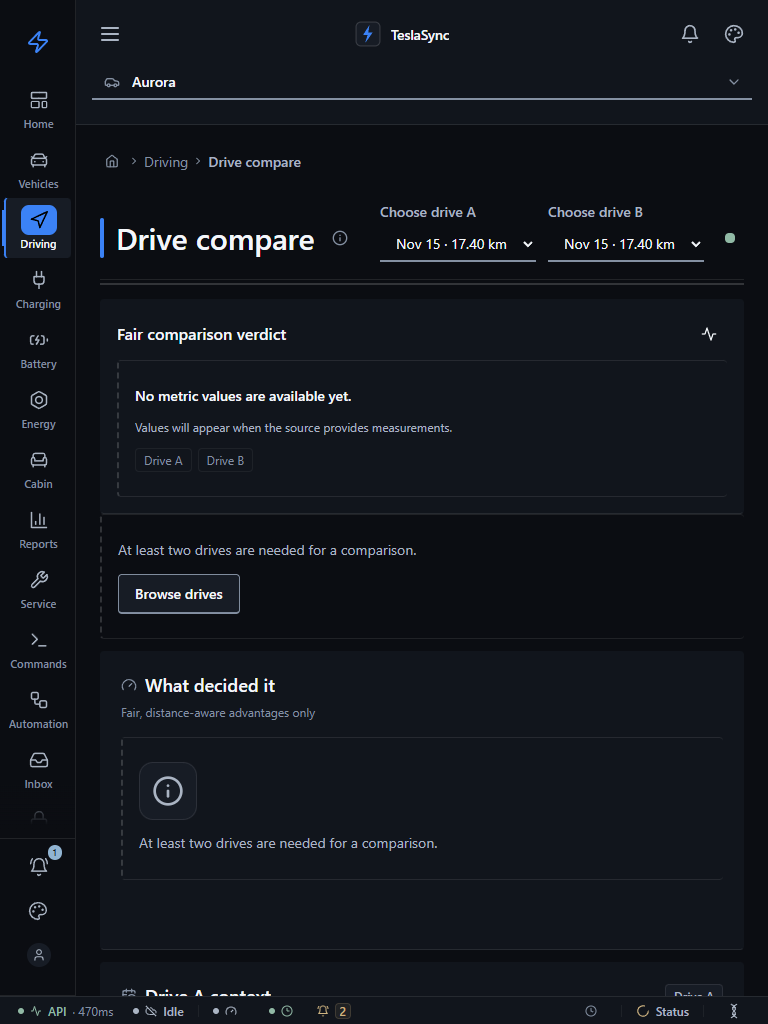 TeslaSync
Aurora
Home
Vehicles
Driving
Charging
Battery
Energy
Cabin
Reports
Service
Commands
Automation
Inbox
1
Driving
Drive compare
Drive compare
Choose drive A
Nov 15 · 17.40 km
Choose drive B
Nov 15 · 17.40 km
Fair comparison verdict
No metric values are available yet.
Values will appear when the source provides measurements.
Drive A
Drive B
At least two drives are needed for a comparison.
Browse drives
What decided it
Fair, distance-aware advantages only
At least two drives are needed for a comparison.
Drive A context
Drive A
API · 470ms
Idle
2
Status